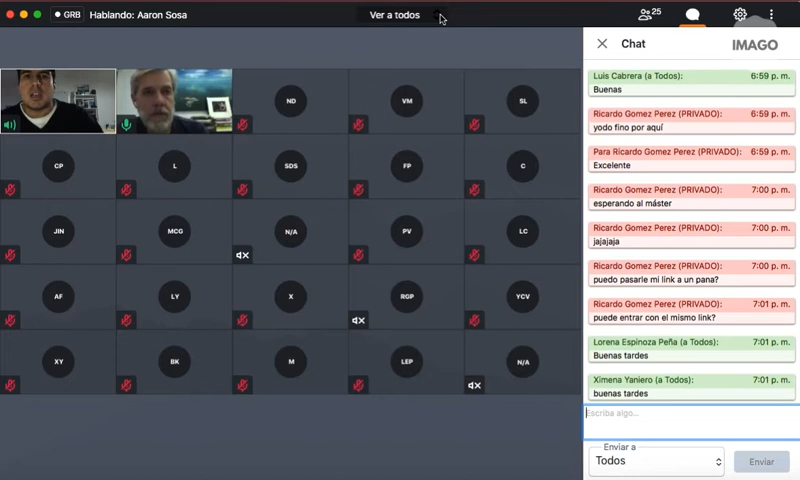 GRB Hablando: Aaron Sosa
Ver a todos
25
Chat
IMAGO
Luis Cabrera (a Todos): 6:59 p. m.
Buenas
Ricardo Gomez Perez (PRIVADO): 6:59 p. m.
yodo fino por aquí
Para Ricardo Gomez Perez (PRIVADO): 6:59 p. m.
Excelente
Ricardo Gomez Perez (PRIVADO): 7:00 p. m.
esperando al máster
Ricardo Gomez Perez (PRIVADO): 7:00 p. m.
jajajaja
Ricardo Gomez Perez (PRIVADO): 7:00 p. m.
puedo pasarle mi link a un pana?
Ricardo Gomez Perez (PRIVADO): 7:01 p. m.
puede entrar con el mismo link?
Lorena Espinoza Peña (a Todos): 7:01 p. m.
Buenas tardes
Ximena Yaniero (a Todos): 7:01 p. m.
buenas tardes
Escriba algo...
Enviar a
Todos
Enviar
ND VM SL
CP L SDS FP C
JIN MCG N/A PV LC
AF LY X RGP YCV
XY BK M LEP N/A